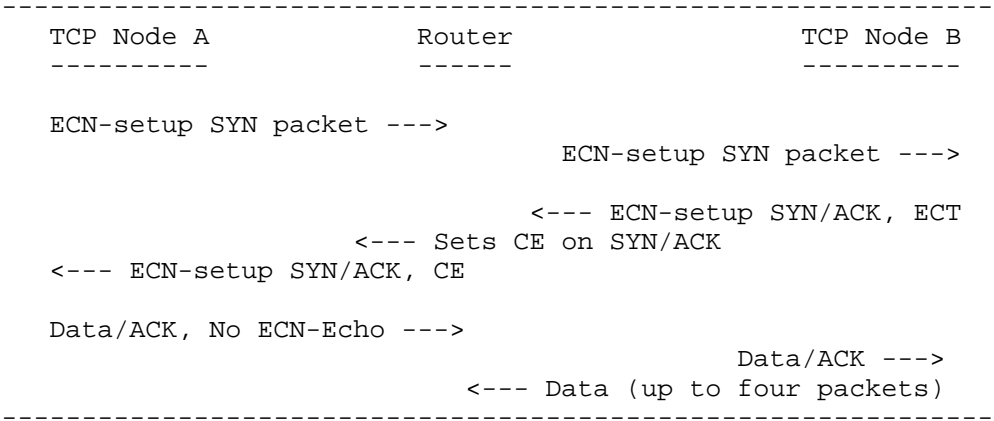 ---------------------------------------------------------------
TCP Node A             Router                  TCP Node B
----------             ------                  ----------
ECN-setup SYN packet --->
ECN-setup SYN packet --->
<--- ECN-setup SYN/ACK, ECT
<--- Sets CE on SYN/ACK
<--- ECN-setup SYN/ACK, CE
Data/ACK, No ECN-Echo --->
Data/ACK --->
<--- Data (up to four packets)
---------------------------------------------------------------